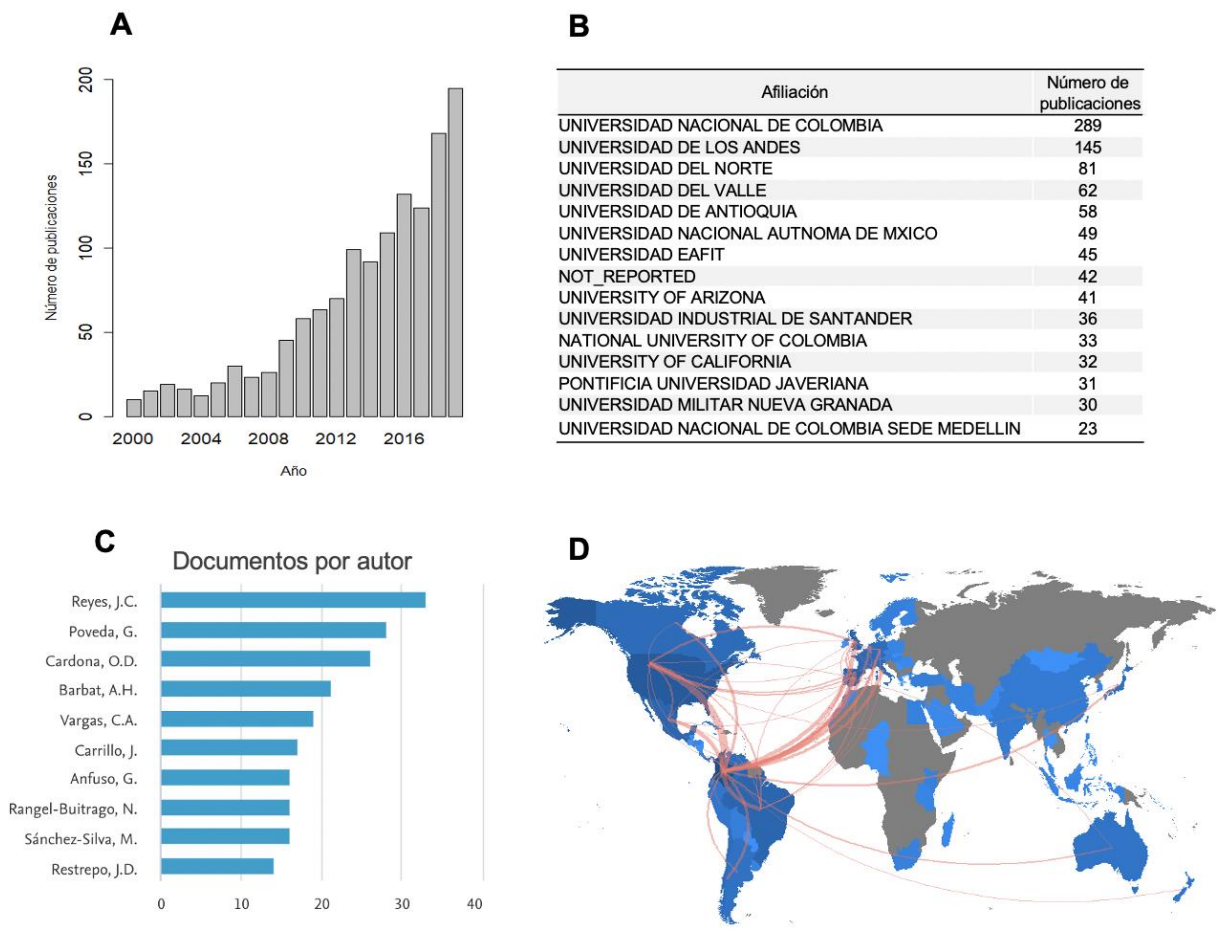 A
Número de publicaciones
200
150
100
50
0
2000 2004 2008 2012 2016
Año
B
Afiliación Número de publicaciones
UNIVERSIDAD NACIONAL DE COLOMBIA 289
UNIVERSIDAD DE LOS ANDES 145
UNIVERSIDAD DEL NORTE 81
UNIVERSIDAD DEL VALLE 62
UNIVERSIDAD DE ANTIOQUIA 58
UNIVERSIDAD NACIONAL AUTNOMA DE MXICO 49
UNIVERSIDAD EAFIT 45
NOT_REPORTED 42
UNIVERSITY OF ARIZONA 41
UNIVERSIDAD INDUSTRIAL DE SANTANDER 36
NATIONAL UNIVERSITY OF COLOMBIA 33
UNIVERSITY OF CALIFORNIA 32
PONTIFICIA UNIVERSIDAD JAVERIANA 31
UNIVERSIDAD MILITAR NUEVA GRANADA 30
UNIVERSIDAD NACIONAL DE COLOMBIA SEDE MEDELLIN 23
C
Documentos por autor
Reyes, J.C.
Poveda, G.
Cardona, O.D.
Barbat, A.H.
Vargas, C.A.
Carrillo, J.
Anfuso, G.
Rangel-Buitrago, N.
Sánchez-Silva, M.
Restrepo, J.D.
0 10 20 30 40
D